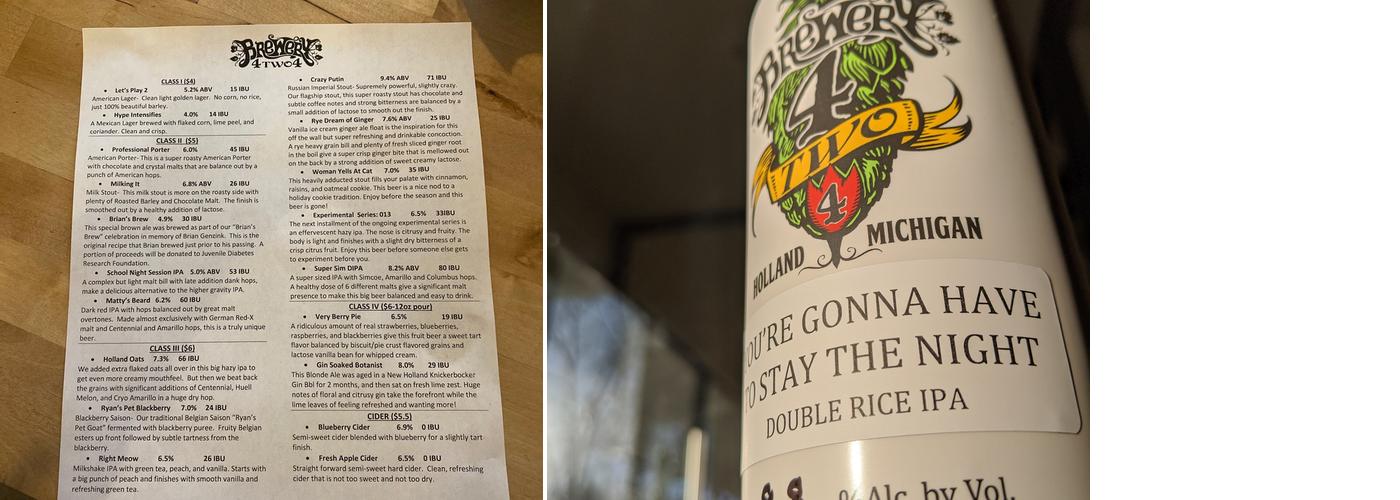 BREWERY
4TWO4
CLASS I ($4)
• Let's Play 2 5.2% ABV 15 IBU
American Lager- Clean light golden lager. No corn, no rice,
just 100% beautiful barley.
• Hype Intensifies 4.0% 14 IBU
A Mexican Lager brewed with flaked corn, lime peel, and
coriander. Clean and crisp.
CLASS II ($5)
• Professional Porter 6.0% 45 IBU
American Porter- This is a super roasty American Porter
with chocolate and crystal malts that are balance out by a
punch of American hops.
• Milking It 6.8% ABV 26 IBU
Milk Stout- This milk stout is more on the roasty side with
plenty of Roasted Barley and Chocolate Malt. The finish is
smoothed out by a healthy addition of lactose.
• Brian's Brew 4.9% 30 IBU
This special brown ale was brewed as part of our "Brian's
Brew" celebration in memory of Brian Genzink. This is the
original recipe that Brian brewed just prior to his passing. A
portion of proceeds will be donated to Juvenile Diabetes
Research Foundation.
• School Night Session IPA 5.0% ABV 53 IBU
A complex but light malt bill with late addition dank hops,
make a delicious alternative to the higher gravity IPA.
• Matty's Beard 6.2% 60 IBU
Dark red IPA with hops balanced out by great malt
overtones. Made almost exclusively with German Red-X
malt and Centennial and Amarillo hops, this is a truly unique
beer.
CLASS III ($6)
• Holland Oats 7.3% 66 IBU
We added extra flaked oats all over in this big hazy ipa to
get even more creamy mouthfeel. But then we beat back
the grains with significant additions of Centennial, Huell
Melon, and Cryo Amarillo in a huge dry hop.
• Ryan's Pet Blackberry 7.0% 24 IBU
Blackberry Saison- Our traditional Belgian Saison "Ryan's
Pet Goat" fermented with blackberry puree. Fruity Belgian
esters up front followed by subtle tartness from the
blackberry.
• Right Meow 6.5% 26 IBU
Milkshake IPA with green tea, peach, and vanilla. Starts with
a big punch of peach and finishes with smooth vanilla and
refreshing green tea.
• Crazy Putin 9.4% ABV 71 IBU
Russian Imperial Stout- Supremely powerful, slightly crazy.
Our flagship stout, this super roasty stout has chocolate and
subtle coffee notes and strong bitterness are balanced by a
small addition of lactose to smooth out the finish.
• Rye Dream of Ginger 7.6% ABV 25 IBU
Vanilla ice cream ginger ale float is the inspiration for this
off the wall but super refreshing and drinkable concoction.
A rye heavy grain bill and plenty of fresh sliced ginger root
in the boil give a super crisp ginger bite that is mellowed out
on the back by a strong addition of sweet creamy lactose.
• Woman Yells At Cat 7.0% 35 IBU
This heavily adducted stout fills your palate with cinnamon,
raisins, and oatmeal cookie. This beer is a nice nod to a
holiday cookie tradition. Enjoy before the season and this
beer is gone!
• Experimental Series: 013 6.5% 33IBU
The next installment of the ongoing experimental series is
an effervescent hazy ipa. The nose is citrusy and fruity. The
body is light and finishes with a slight dry bitterness of a
crisp citrus fruit. Enjoy this beer before someone else gets
to experiment before you.
• Super Sim DIPA 8.2% ABV 80 IBU
A super sized IPA with Simcoe, Amarillo and Columbus hops.
A healthy dose of 6 different malts give a significant malt
presence to make this big beer balanced and easy to drink.
CLASS IV ($6-12oz pour)
• Very Berry Pie 6.5% 19 IBU
A ridiculous amount of real strawberries, blueberries,
raspberries, and blackberries give this fruit beer a sweet tart
flavor balanced by biscuit/pie crust flavored grains and
lactose vanilla bean for whipped cream.
• Gin Soaked Botanist 8.0% 29 IBU
This Blonde Ale was aged in a New Holland Knickerbocker
Gin Bbl for 2 months, and then sat on fresh lime zest. Huge
notes of floral and citrusy gin take the forefront while the
lime leaves of feeling refreshed and wanting more!
CIDER ($5.5)
• Blueberry Cider 6.9% 0 IBU
Semi-sweet cider blended with blueberry for a slightly tart
finish.
• Fresh Apple Cider 6.5% 0 IBU
Straight forward semi-sweet hard cider. Clean, refreshing
cider that is not too sweet and not too dry.
BREWERY
4
TWO
4
HOLLAND MICHIGAN
YOU'RE GONNA HAVE
TO STAY THE NIGHT
DOUBLE RICE IPA
% Alc. by Vol.